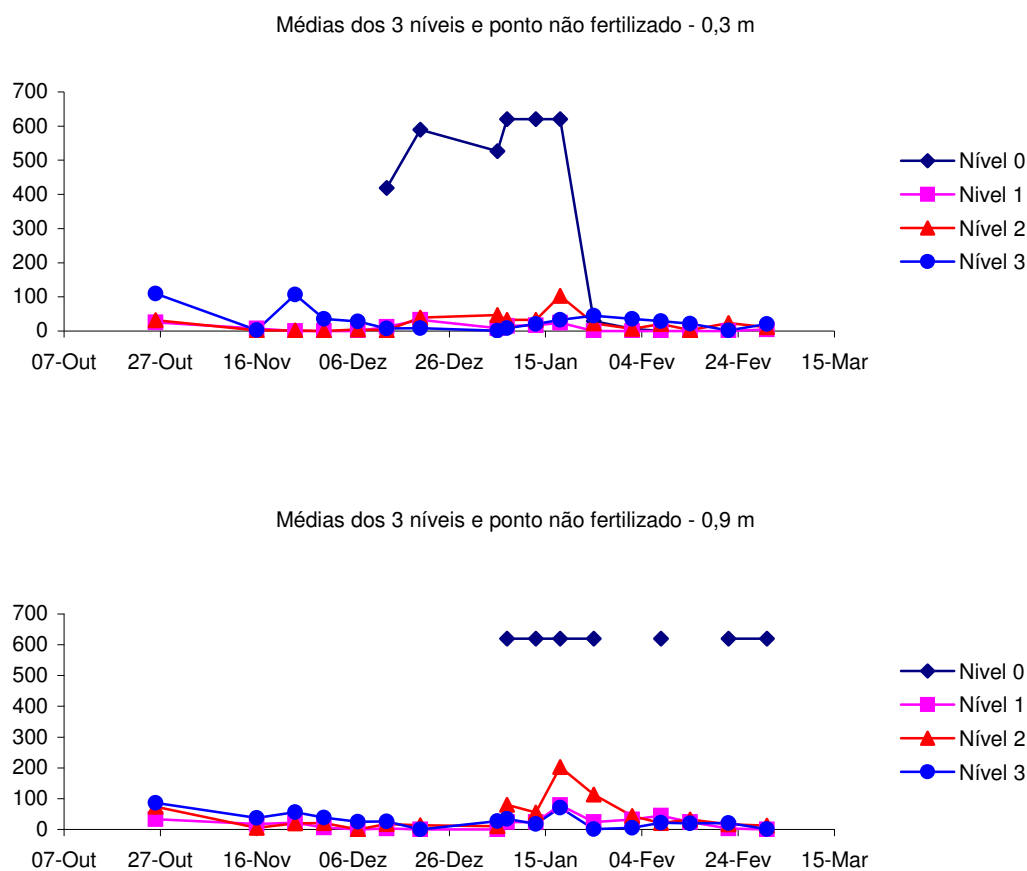 Médias dos 3 níveis e ponto não fertilizado - 0,3 m
700
600
500
400
300
200
100
0
07-Out 27-Out 16-Nov 06-Dez 26-Dez 15-Jan 04-Fev 24-Fev 15-Mar
Nível 0
Nivel 1
Nível 2
Nível 3
Médias dos 3 níveis e ponto não fertilizado - 0,9 m
700
600
500
400
300
200
100
0
07-Out 27-Out 16-Nov 06-Dez 26-Dez 15-Jan 04-Fev 24-Fev 15-Mar
Nivel 0
Nível 1
Nível 2
Nível 3